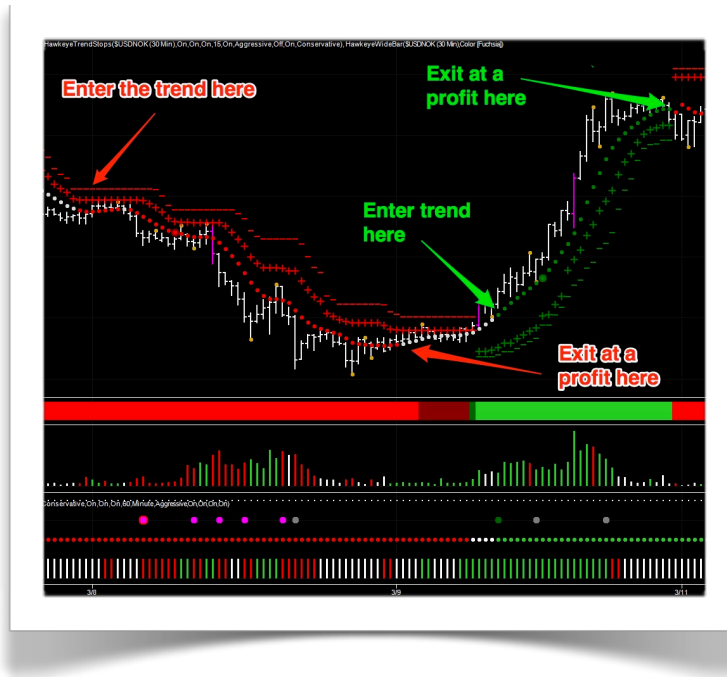 HawkeyeTrendStops($USDNOK (30 Min),On,On,On,15,On,Aggressive,Off,On,Conservative), HawkeyeWideBar($USDNOK (30 Min),Color [Fuchsia])
Enter the trend here
Exit at a
profit here
Enter trend
here
Exit at a
profit here
Conservative,On,On,On,60,Minute,Aggressive,On,On,On,On)
3/8
3/9
3/11